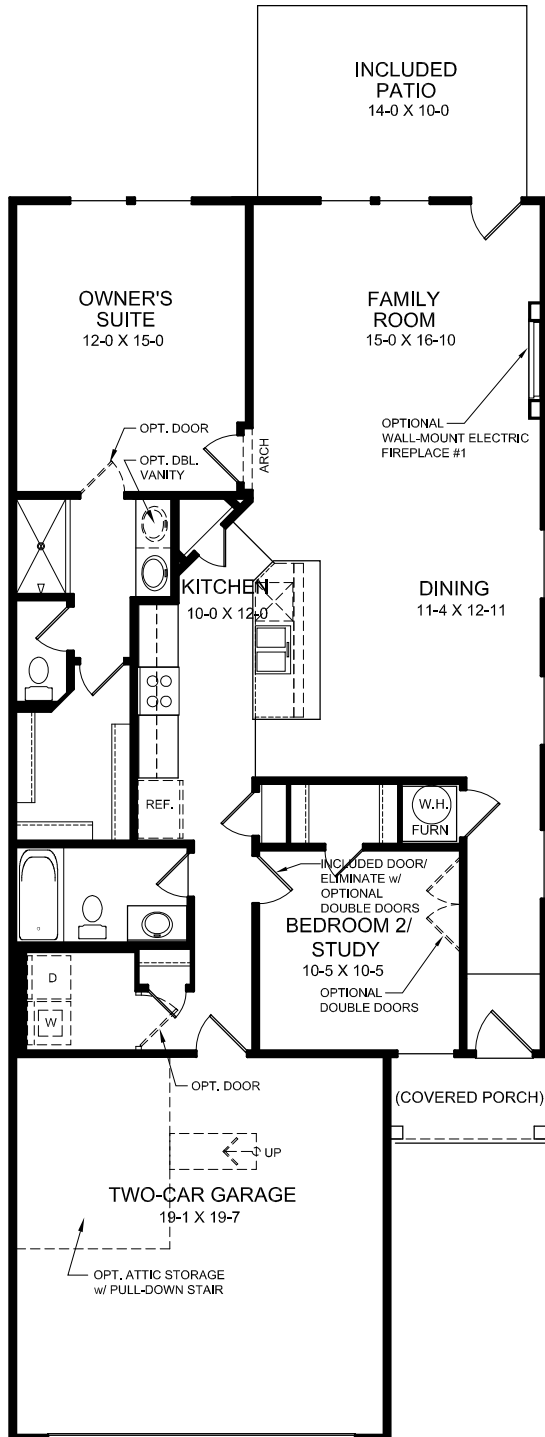 INCLUDED
PATIO
14-0 X 10-0
OWNER'S
SUITE
12-0 X 15-0
FAMILY
ROOM
15-0 X 16-10
OPT. DOOR
OPT. DBL.
VANITY
ARCH
OPTIONAL
WALL-MOUNT ELECTRIC
FIREPLACE #1
KITCHEN
10-0 X 12-0
DINING
11-4 X 12-11
REF.
W.H.
FURN
INCLUDED DOOR/
ELIMINATE w/
OPTIONAL
DOUBLE DOORS
BEDROOM 2/
STUDY
10-5 X 10-5
OPTIONAL
DOUBLE DOORS
D
W
OPT. DOOR
(COVERED PORCH)
UP
TWO-CAR GARAGE
19-1 X 19-7
OPT. ATTIC STORAGE
w/ PULL-DOWN STAIR